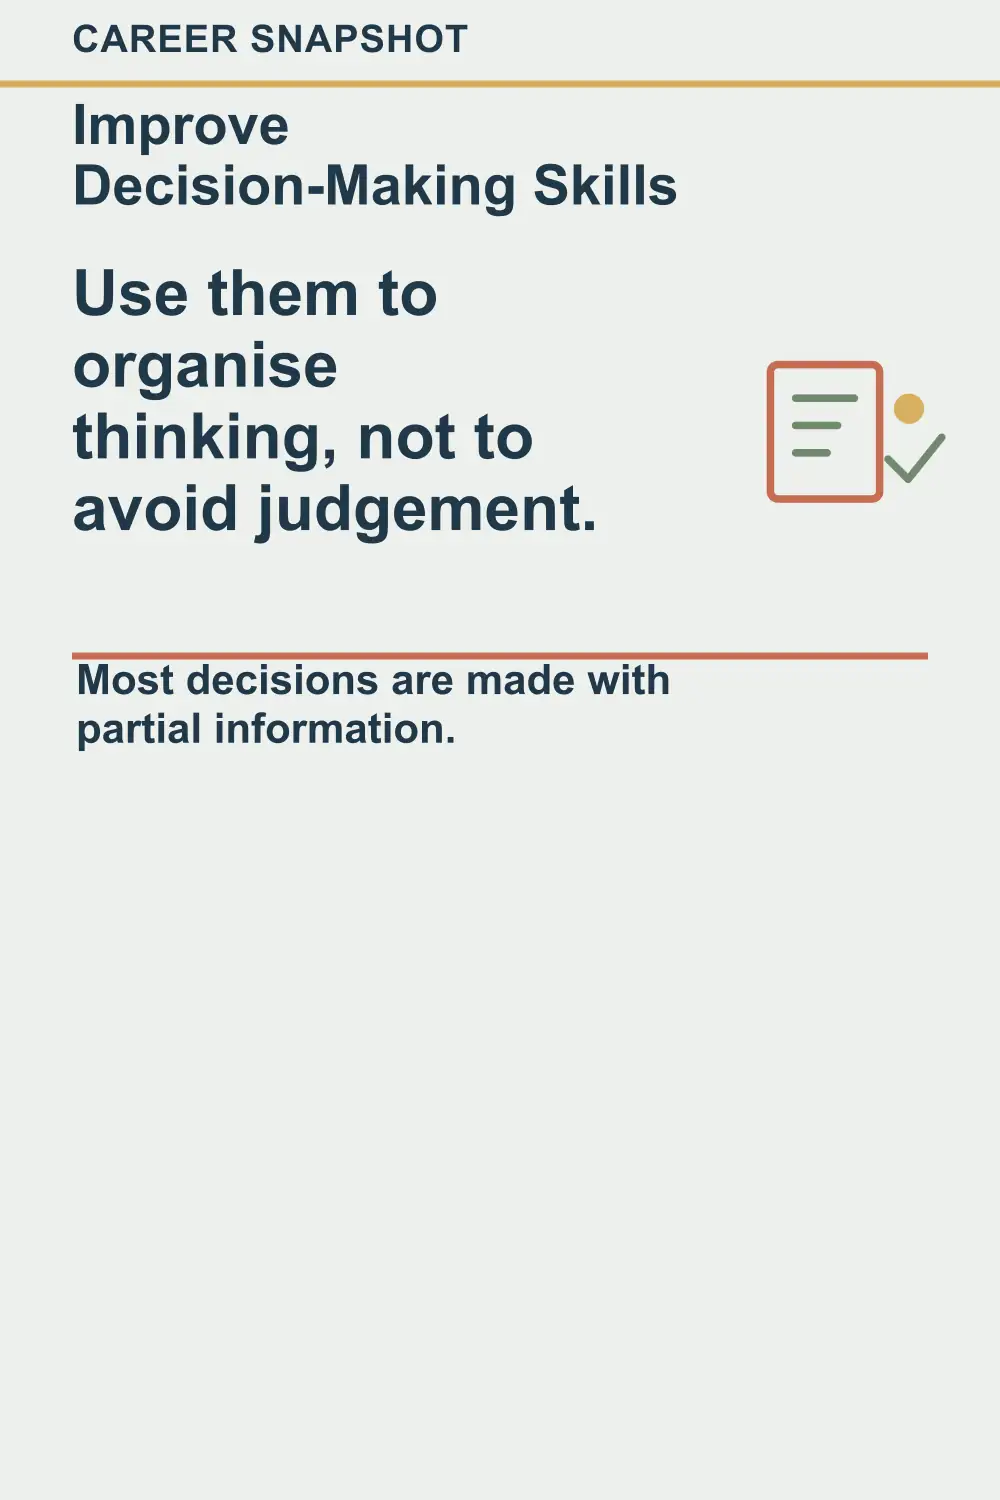 CAREER SNAPSHOT
Improve
Decision-Making Skills
Use them to
organise
thinking, not to
avoid judgement.
Most decisions are made with
partial information.